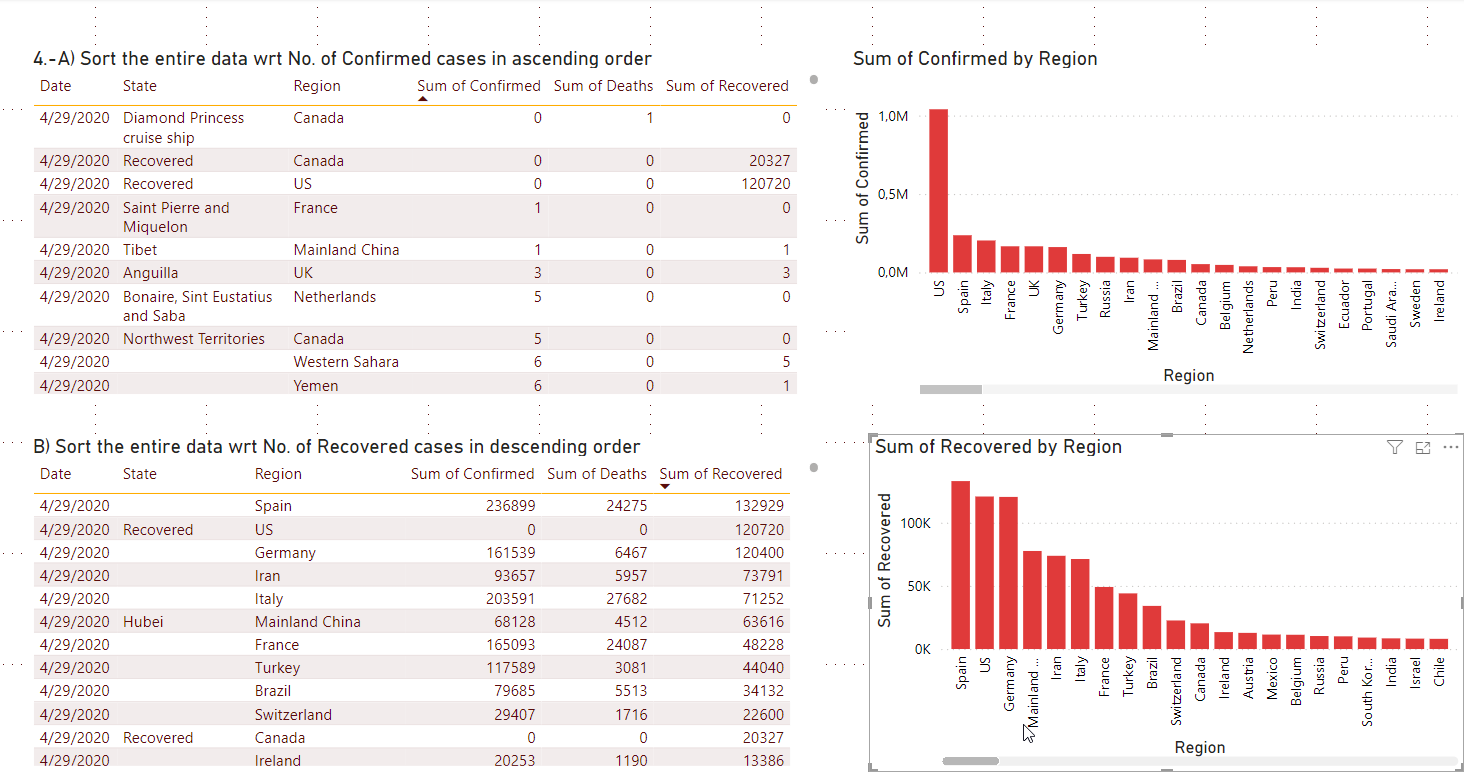 4.-A) Sort the entire data wrt No. of Confirmed cases in ascending order
Date State Region Sum of Confirmed Sum of Deaths Sum of Recovered
4/29/2020 Diamond Princess Canada 0 1 0
cruise ship
4/29/2020 Recovered Canada 0 0 20327
4/29/2020 Recovered US 0 0 120720
4/29/2020 Saint Pierre and France 1 0 0
Miquelon
4/29/2020 Tibet Mainland China 1 0 1
4/29/2020 Anguilla UK 3 0 3
4/29/2020 Bonaire, Sint Eustatius Netherlands 5 0 0
and Saba
4/29/2020 Northwest Territories Canada 5 0 0
4/29/2020 Western Sahara 6 0 5
4/29/2020 Yemen 6 0 1
Sum of Confirmed by Region
Sum of Confirmed
1,0M
0,5M
0,0M
US
Spain
Italy
France
UK
Germany
Turkey
Russia
Iran
Mainland ...
Brazil
Canada
Belgium
Netherlands
Peru
India
Switzerland
Ecuador
Portugal
Saudi Ara...
Sweden
Ireland
Region
B) Sort the entire data wrt No. of Recovered cases in descending order
Date State Region Sum of Confirmed Sum of Deaths Sum of Recovered
4/29/2020 Spain 236899 24275 132929
4/29/2020 Recovered US 0 0 120720
4/29/2020 Germany 161539 6467 120400
4/29/2020 Iran 93657 5957 73791
4/29/2020 Italy 203591 27682 71252
4/29/2020 Hubei Mainland China 68128 4512 63616
4/29/2020 France 165093 24087 48228
4/29/2020 Turkey 117589 3081 44040
4/29/2020 Brazil 79685 5513 34132
4/29/2020 Switzerland 29407 1716 22600
4/29/2020 Recovered Canada 0 0 20327
4/29/2020 Ireland 20253 1190 13386
Sum of Recovered by Region
Sum of Recovered
100K
50K
0K
Spain
US
Germany
Mainland ...
Iran
Italy
France
Turkey
Brazil
Switzerland
Canada
Ireland
Austria
Mexico
Belgium
Russia
Peru
South Kor...
India
Israel
Chile
Region